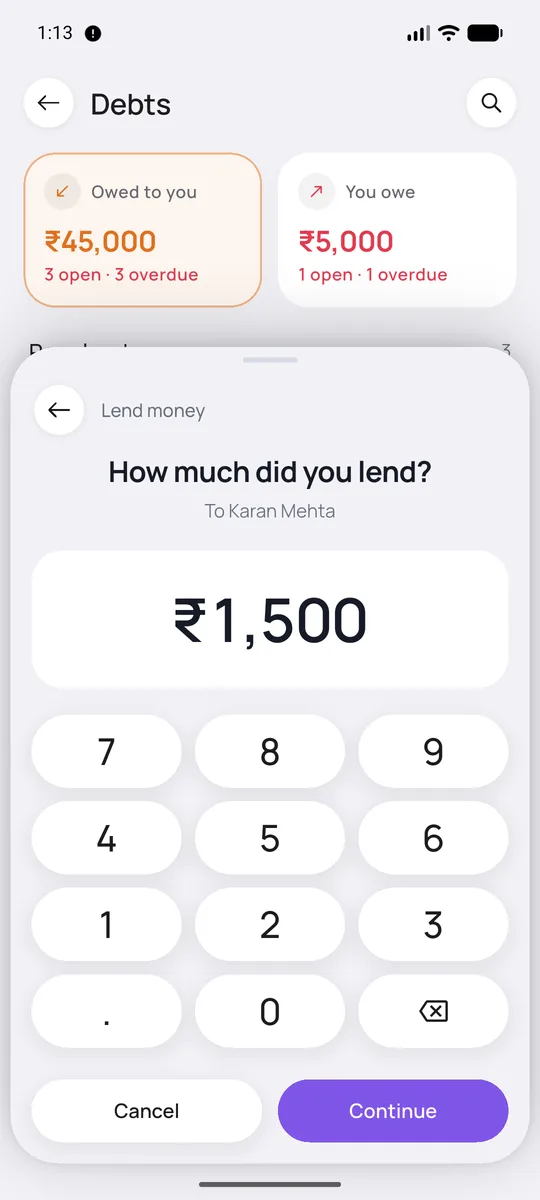 1:13
Debts
Owed to you
₹45,000
3 open · 3 overdue
You owe
₹5,000
1 open · 1 overdue
3
Lend money
How much did you lend?
To Karan Mehta
₹1,500
7 8 9
4 5 6
1 2 3
. 0
Cancel
Continue